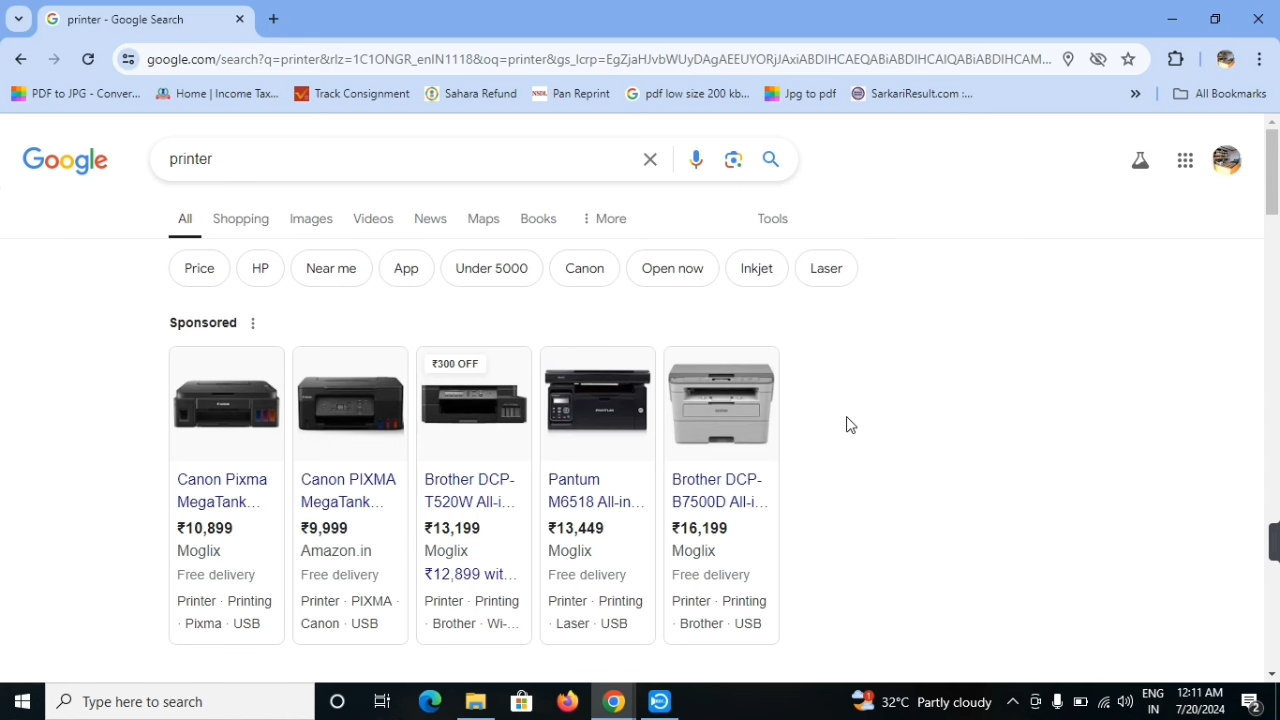 printer - Google Search
google.com/search?q=printer&rlz=1C1ONGR_enIN1118&oq=printer&gs_lcrp=EgZjaHJvbWUyDAgAEEUYORjJAxiABDIHCAEQABiABDIHCAIQABiABDIHCAM...
PDF to JPG - Conver... Home | Income Tax... Track Consignment Sahara Refund NSDL Pan Reprint pdf low size 200 kb... Jpg to pdf SarkariResult.com :... » All Bookmarks
Google printer
All Shopping Images Videos News Maps Books More Tools
Price HP Near me App Under 5000 Canon Open now Inkjet Laser
Sponsored
₹300 OFF
Canon Pixma MegaTank...
₹10,899
Moglix
Free delivery
Printer · Printing
· Pixma · USB
Canon PIXMA MegaTank...
₹9,999
Amazon.in
Free delivery
Printer · PIXMA ·
Canon · USB
Brother DCP-
T520W All-i...
₹13,199
Moglix
₹12,899 wit...
Printer · Printing
· Brother · Wi-...
Pantum
M6518 All-in...
₹13,449
Moglix
Free delivery
Printer · Printing
· Laser · USB
Brother DCP-
B7500D All-i...
₹16,199
Moglix
Free delivery
Printer · Printing
· Brother · USB
Type here to search 1 32°C Partly cloudy ENG IN 12:11 AM 7/20/2024 2